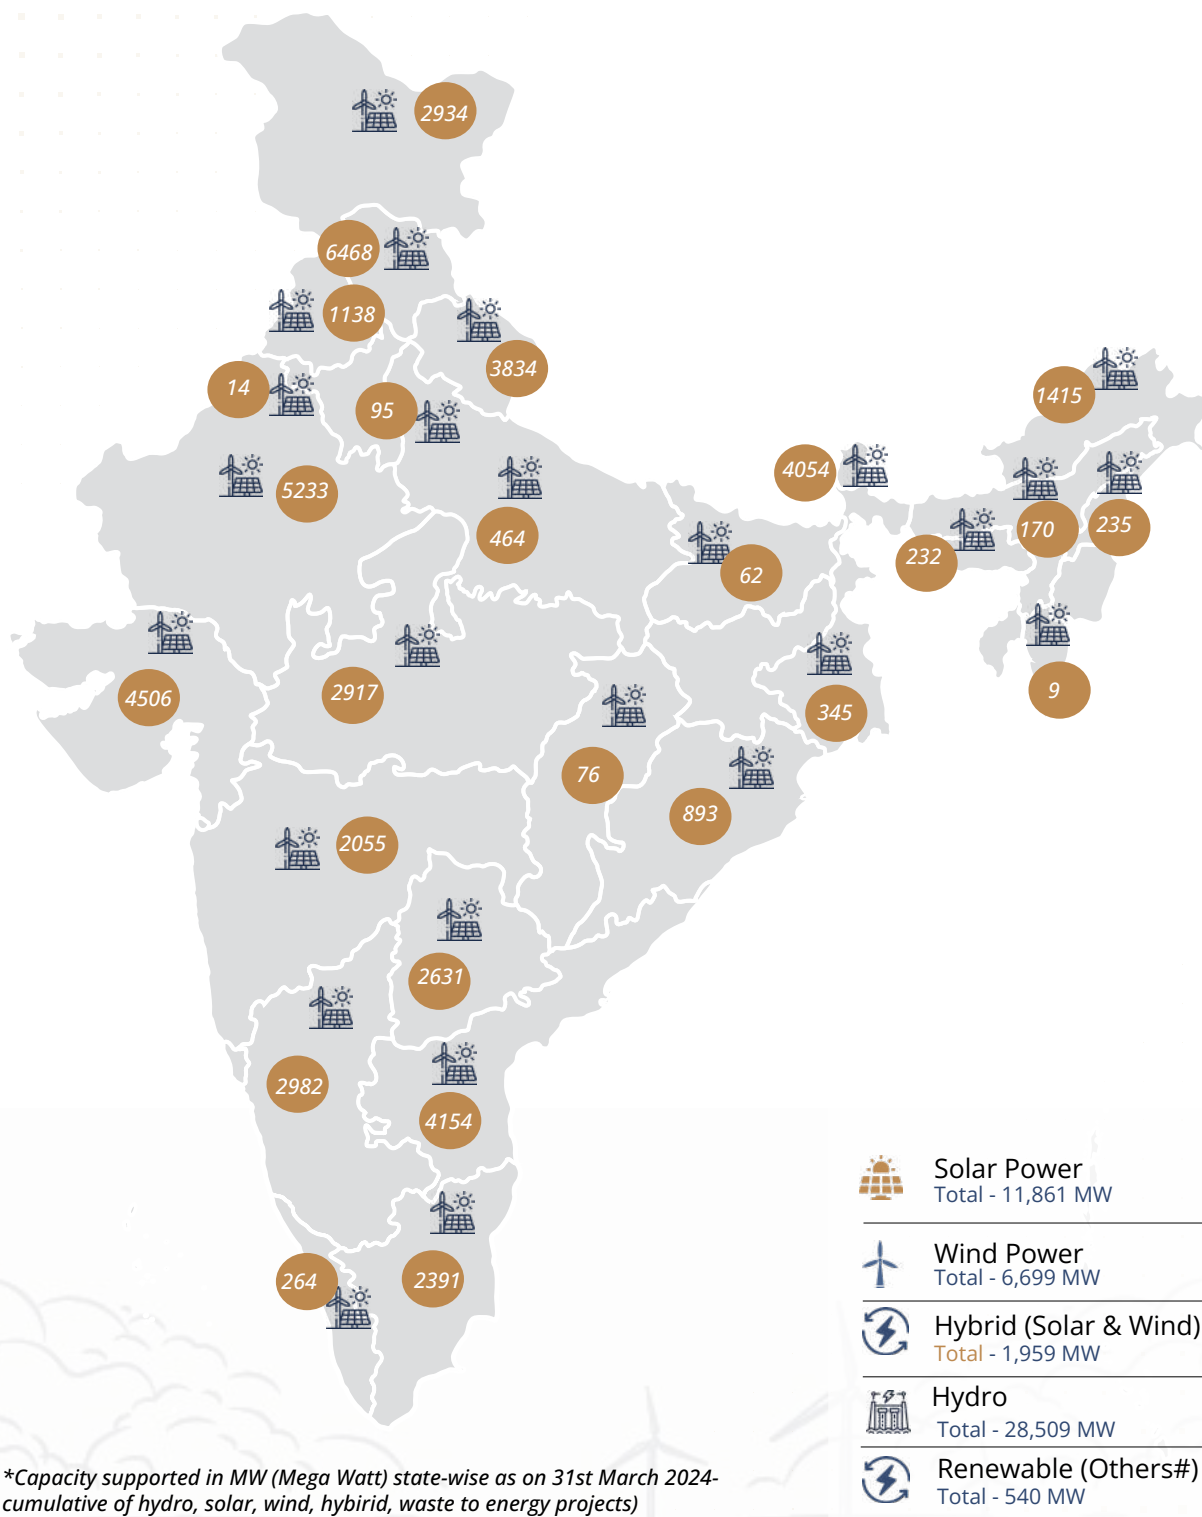 2934
6468
1138
3834
14
95
1415
4054
5233
464
170
235
232
62
4506
2917
9
345
76
893
2055
2631
2982
4154
264
2391
Solar Power
Total - 11,861 MW
Wind Power
Total - 6,699 MW
Hybrid (Solar & Wind)
Total - 1,959 MW
Hydro
Total - 28,509 MW
Renewable (Others#)
Total - 540 MW
*Capacity supported in MW (Mega Watt) state-wise as on 31st March 2024-
cumulative of hydro, solar, wind, hybirid, waste to energy projects)